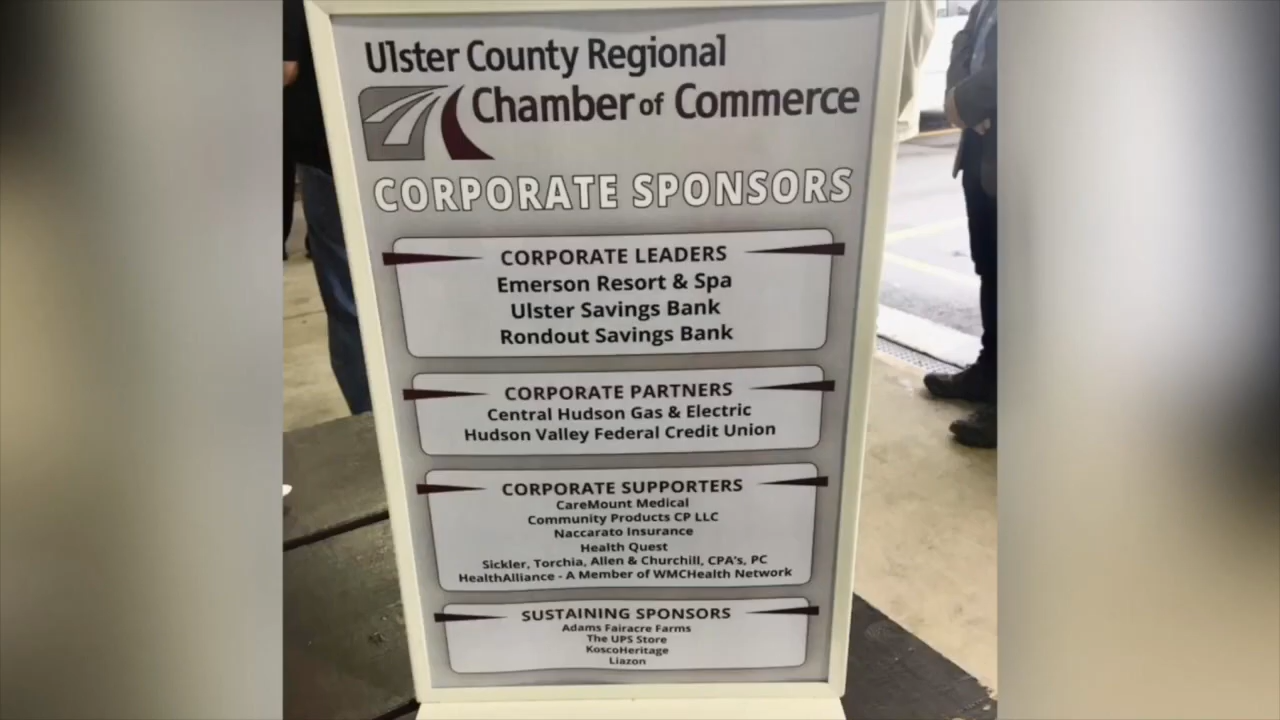 Ulster County Regional
Chamber of Commerce
CORPORATE SPONSORS
CORPORATE LEADERS
Emerson Resort & Spa
Ulster Savings Bank
Rondout Savings Bank
CORPORATE PARTNERS
Central Hudson Gas & Electric
Hudson Valley Federal Credit Union
CORPORATE SUPPORTERS
CareMount Medical
Community Products CP LLC
Naccarato Insurance
Health Quest
Sickler, Torchia, Allen & Churchill, CPA's, PC
HealthAlliance - A Member of WMCHealth Network
SUSTAINING SPONSORS
Adams Fairacre Farms
The UPS Store
KoscoHeritage
Liazon